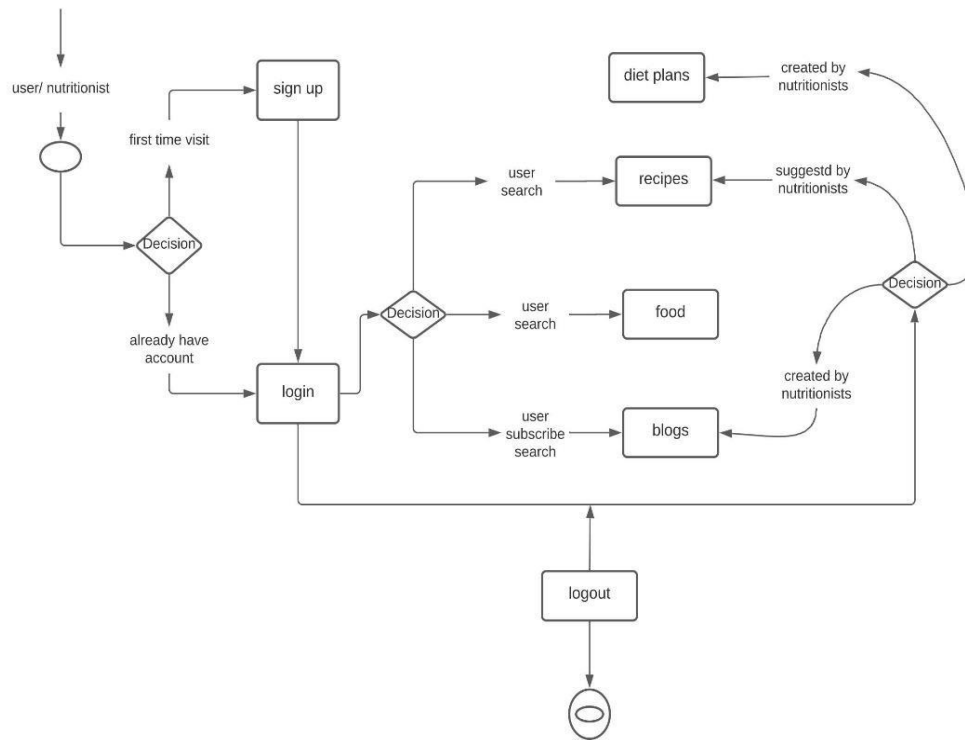 user/ nutritionist
first time visit
Decision
already have
account
sign up
login
Decision
user
search
user
search
user
subscribe
search
diet plans
recipes
food
blogs
created by
nutritionists
suggestd by
nutritionists
Decision
created by
nutritionists
logout